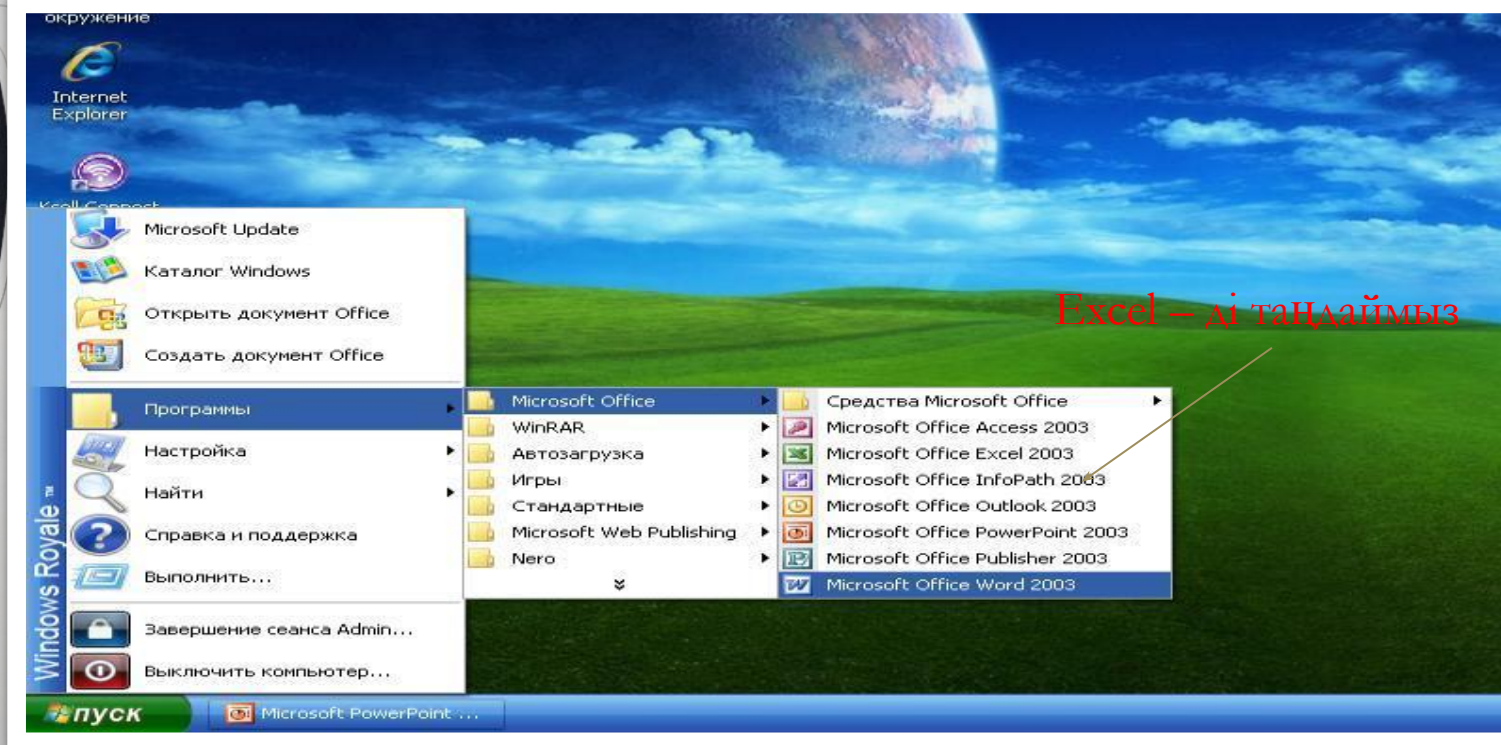 окружение
Internet
Explorer
Kcell Connect
Microsoft Update
Каталог Windows
Открыть документ Office
Создать документ Office
Программы
Настройка
Найти
Справка и поддержка
Выполнить...
Завершение сеанса Admin...
Выключить компьютер...
Windows Royale ™
Microsoft Office
WinRAR
Автозагрузка
Игры
Стандартные
Microsoft Web Publishing
Nero
Средства Microsoft Office
Microsoft Office Access 2003
Microsoft Office Excel 2003
Microsoft Office InfoPath 2003
Microsoft Office Outlook 2003
Microsoft Office PowerPoint 2003
Microsoft Office Publisher 2003
Microsoft Office Word 2003
Excel – ді таңдаймыз
пуск
Microsoft PowerPoint ...